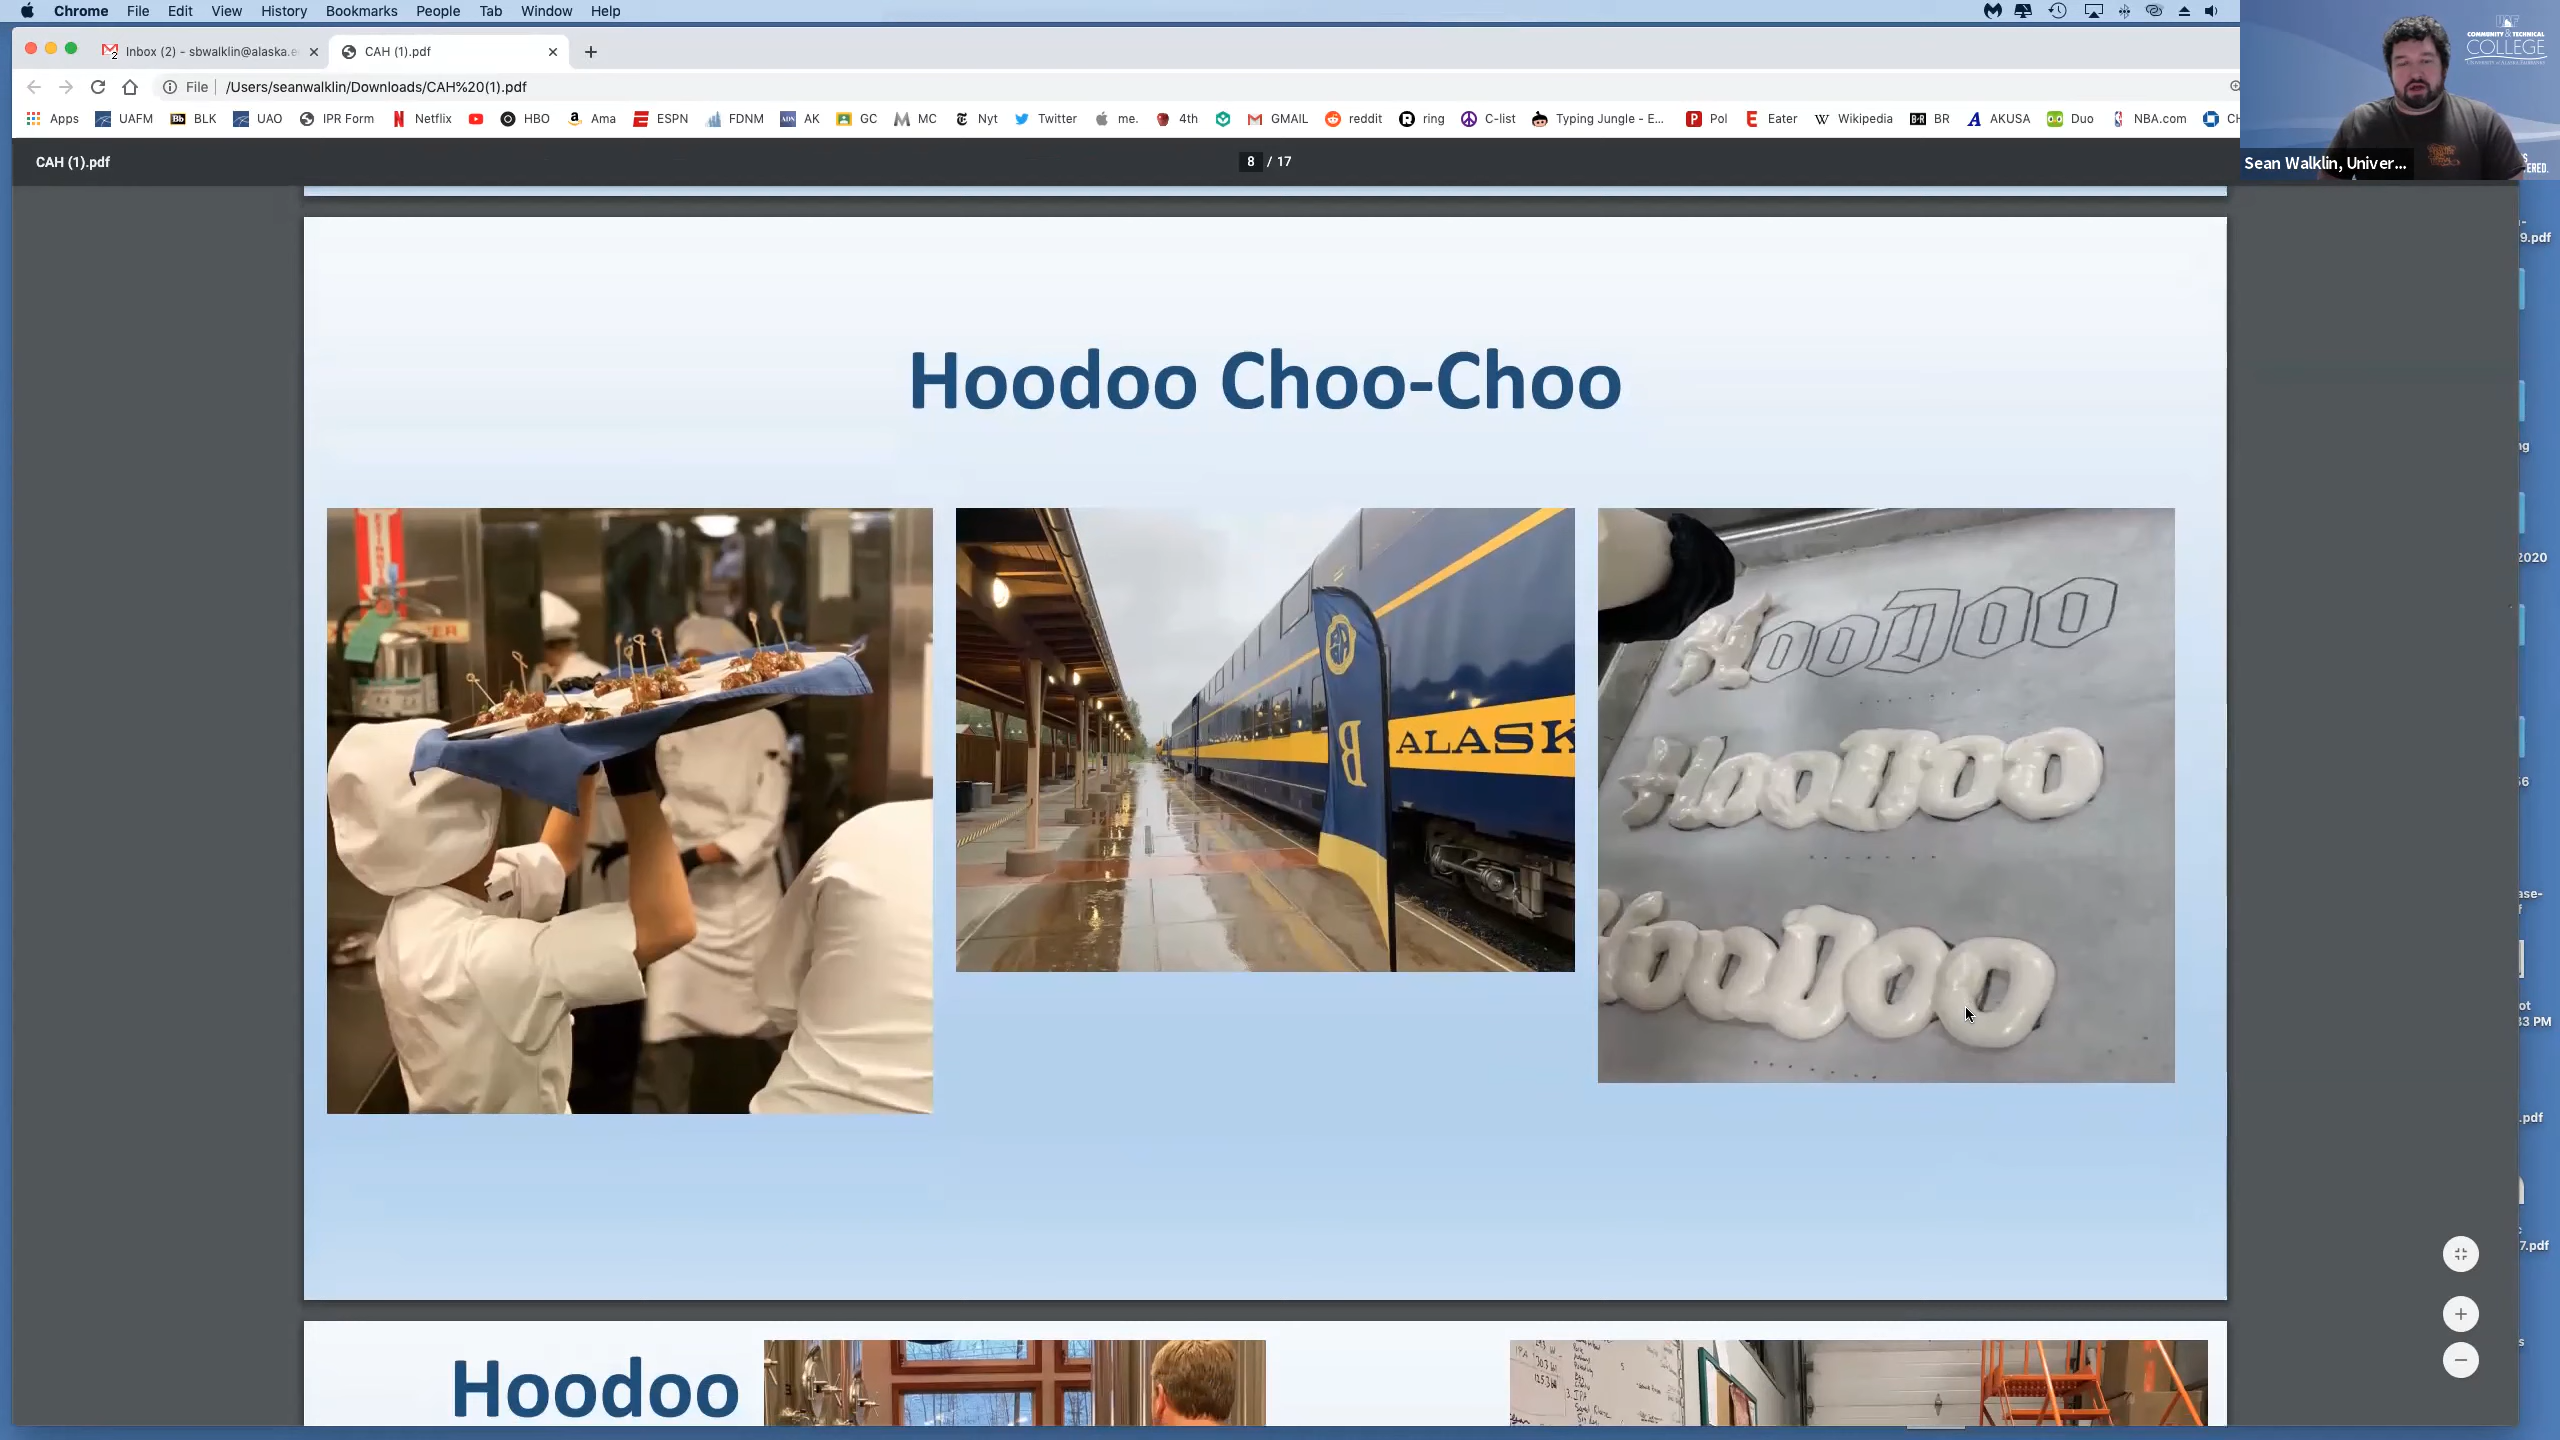 Chrome File Edit View History Bookmarks People Tab Window Help
Inbox (2) - sbwalklin@alaska.e
CAH (1).pdf
File /Users/seanwalklin/Downloads/CAH%20(1).pdf
Apps UAFM BLK UAO IPR Form Netflix HBO Ama ESPN FDNM AK GC MC Nyt Twitter me. 4th GMAIL reddit ring C-list Typing Jungle - E... Pol Eater Wikipedia BR AKUSA Duo NBA.com
COMMUNITY & TECHNICAL
COLLEGE
Sean Walklin, Univer...
ERED.
CAH (1).pdf
8 / 17
9.pdf
Hoodoo Choo-Choo
2020
ALASK
HooDoo
HooDoo
HooDoo
33 PM
.pdf
7.pdf
Hoodoo